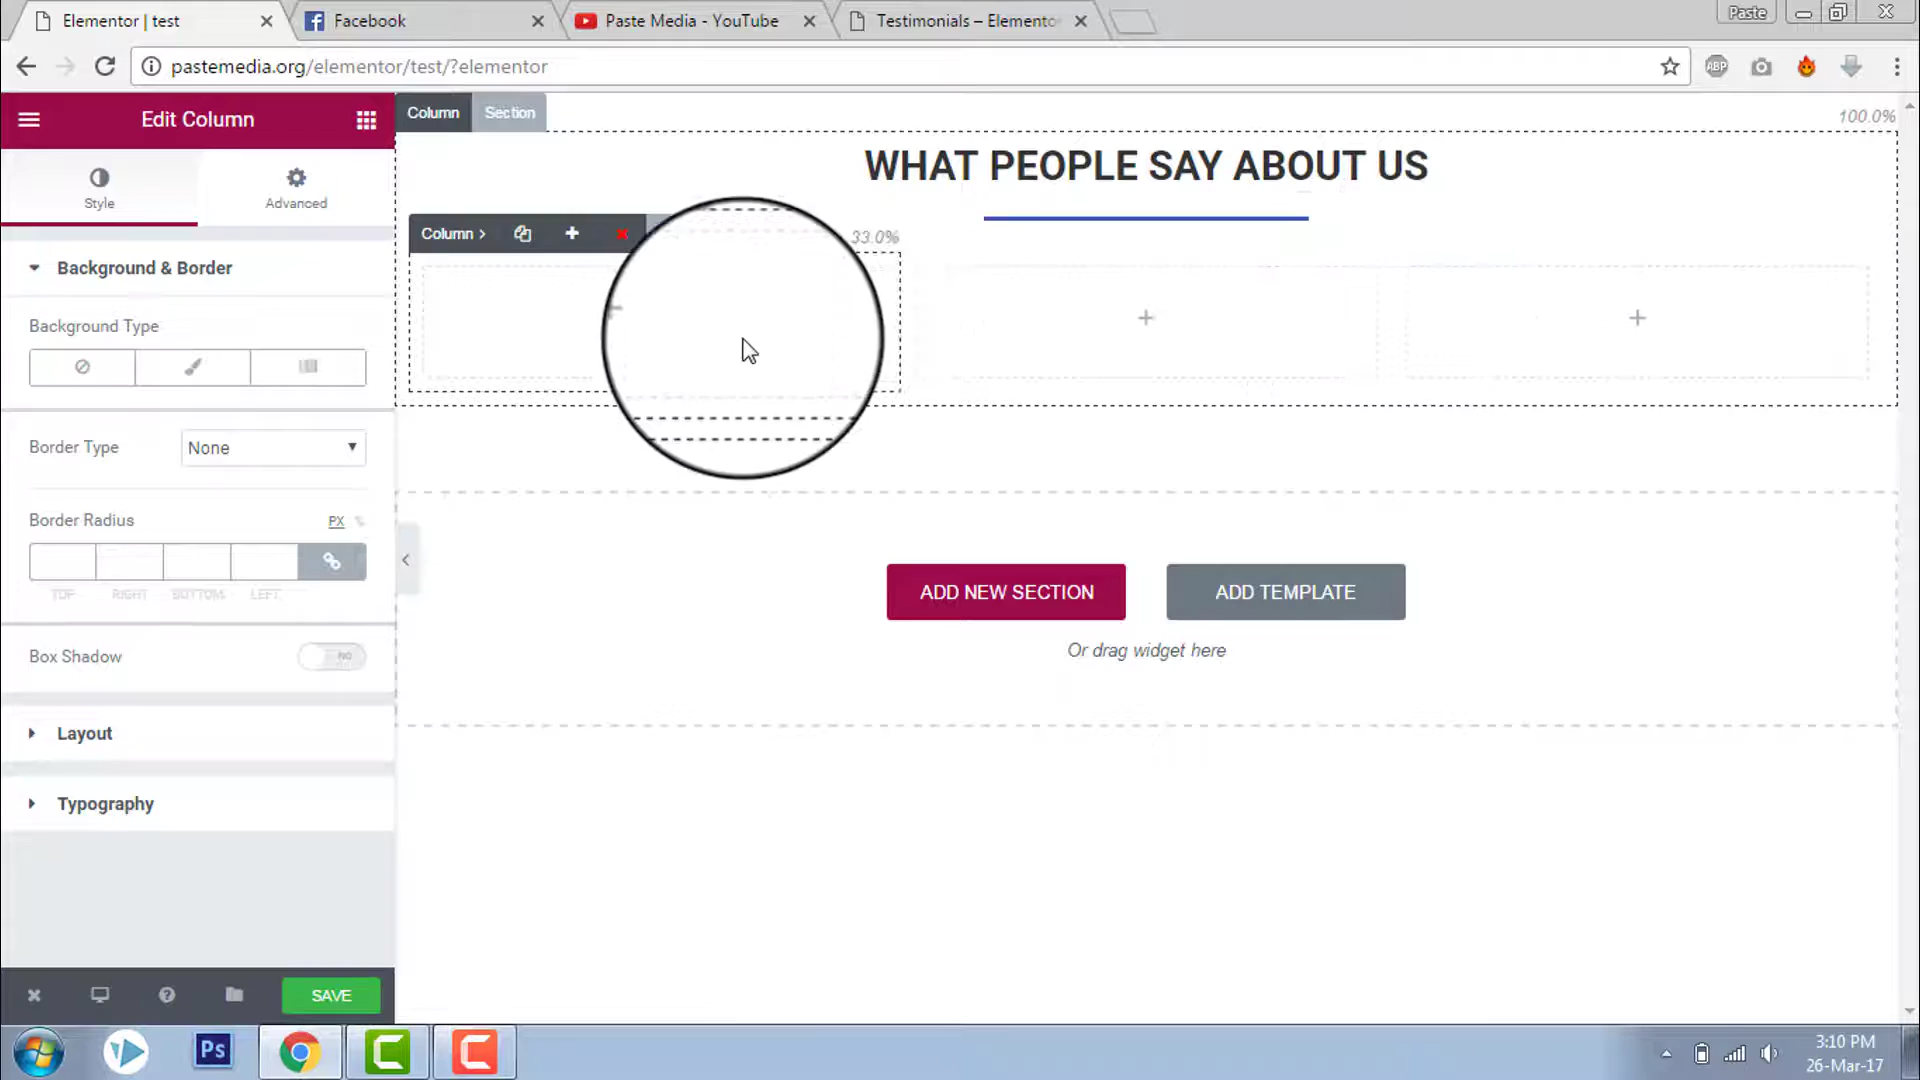 Elementor | test
Facebook
Paste Media - YouTube
Testimonials – Elemento
Paste
pastemedia.org/elementor/test/?elementor
ABP
Edit Column
Column
Section
100.0%
Style
Advanced
WHAT PEOPLE SAY ABOUT US
Column
33.0%
Background & Border
Background Type
Border Type
None
Border Radius
PX
%
TOP
RIGHT
BOTTOM
LEFT
Box Shadow
NO
ADD NEW SECTION
ADD TEMPLATE
Or drag widget here
Layout
Typography
SAVE
Ps
3:10 PM
26-Mar-17